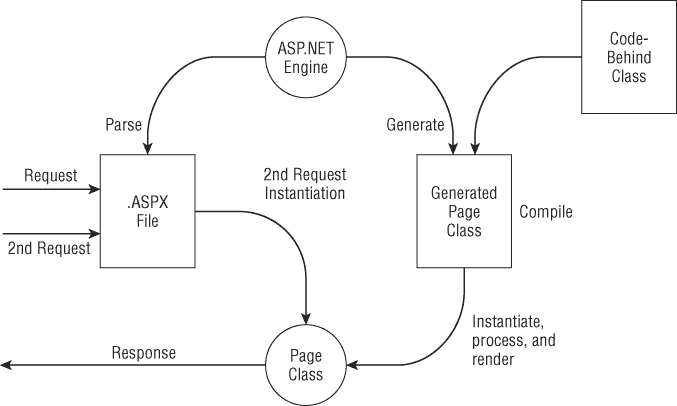 ASP.NET
Engine
Code-
Behind
Class
Parse
Generate
Request
.ASPX
File
2nd Request
2nd Request
Instantiation
Generated
Page
Class
Compile
Instantiate,
process, and
render
Response
Page
Class